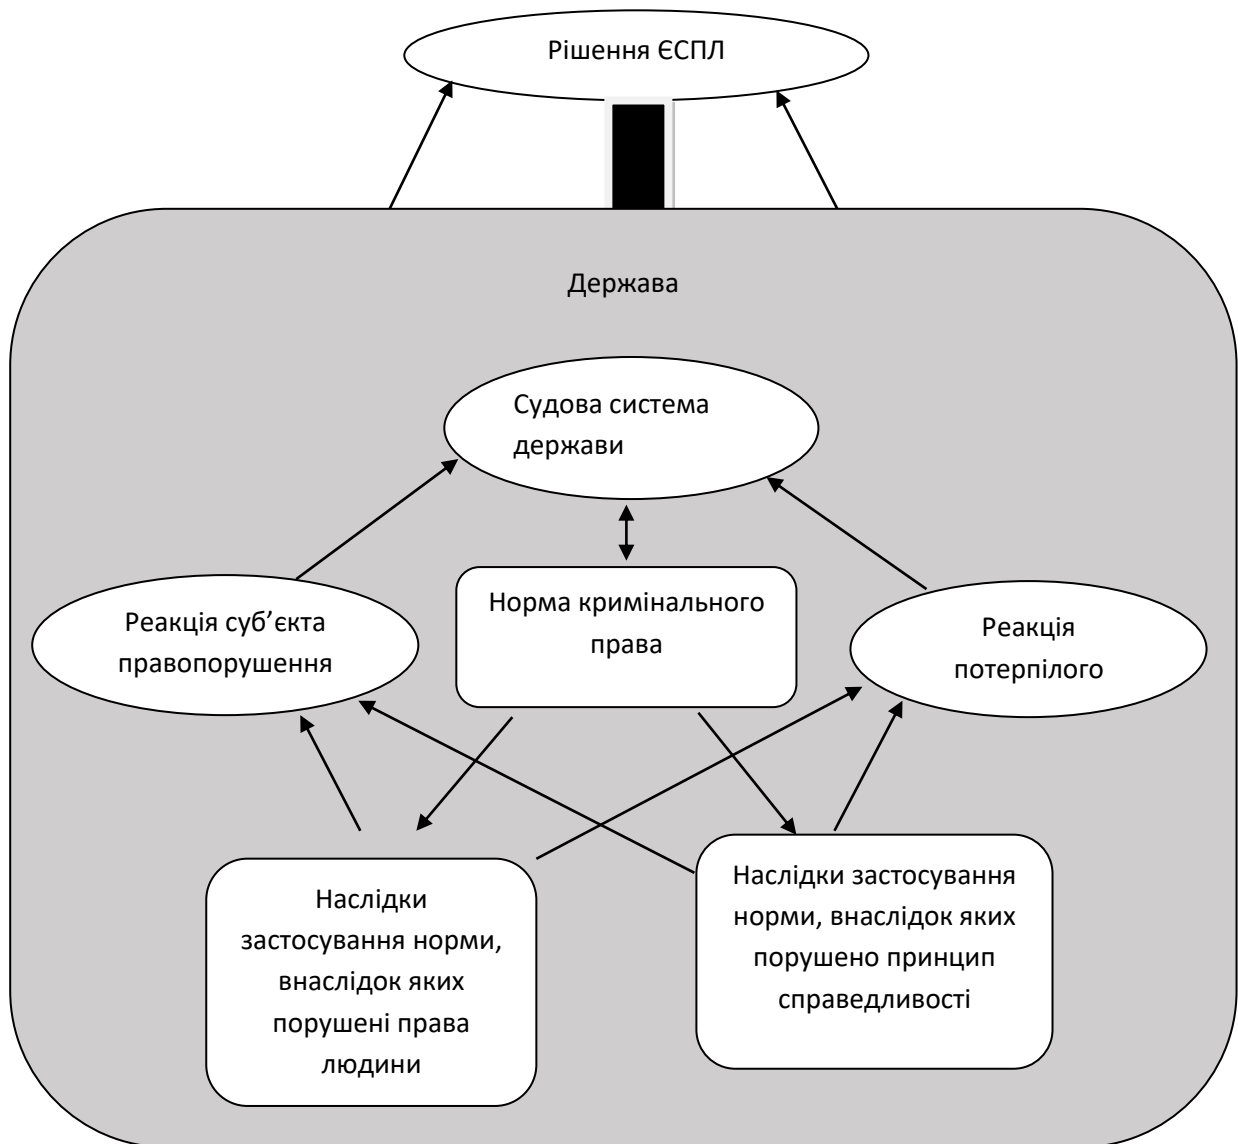 Рішення ЄСПЛ
Держава
Судова система
держави
Норма кримінального
права
Реакція суб’єкта
правопорушення
Реакція
потерпілого
Наслідки
застосування норми,
внаслідок яких
порушені права
людини
Наслідки застосування
норми, внаслідок яких
порушено принцип
справедливості